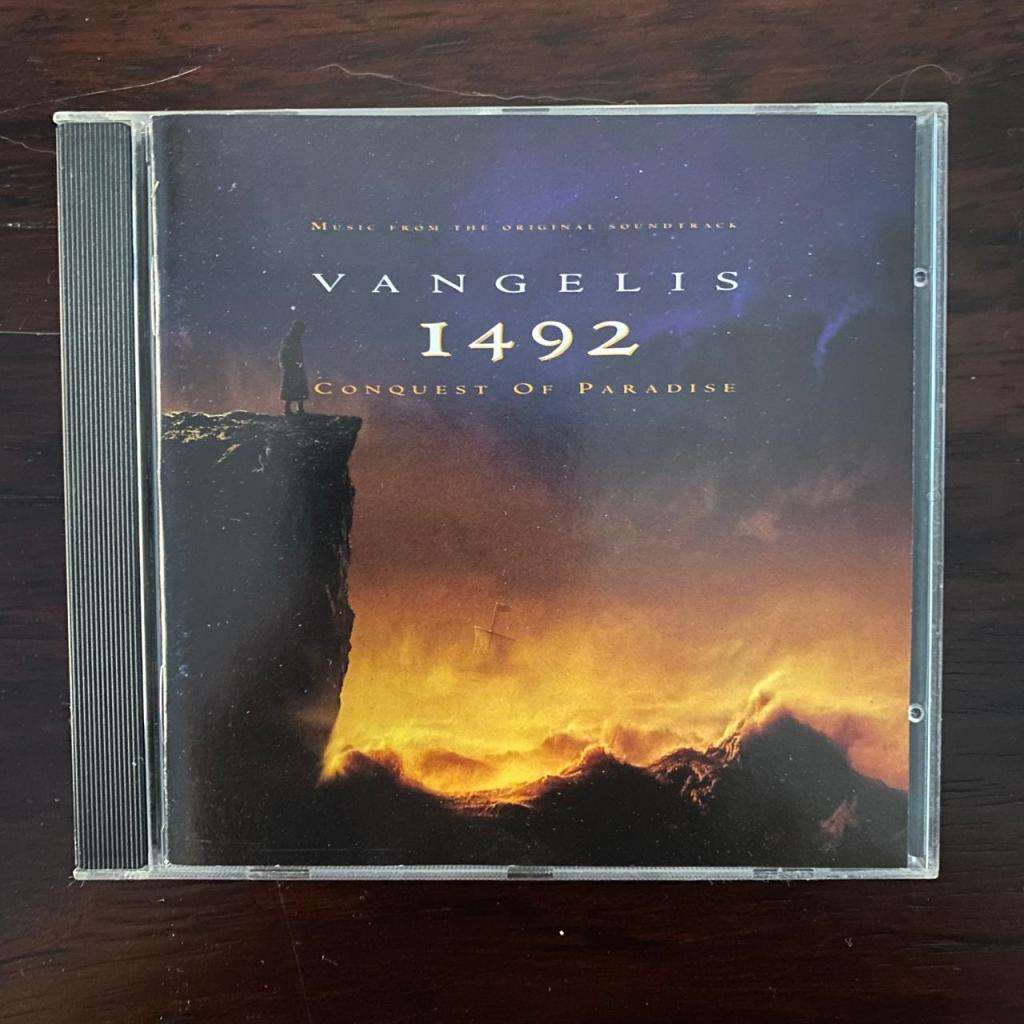 Music from the original soundtrack
VANGELIS
1492
Conquest Of Paradise